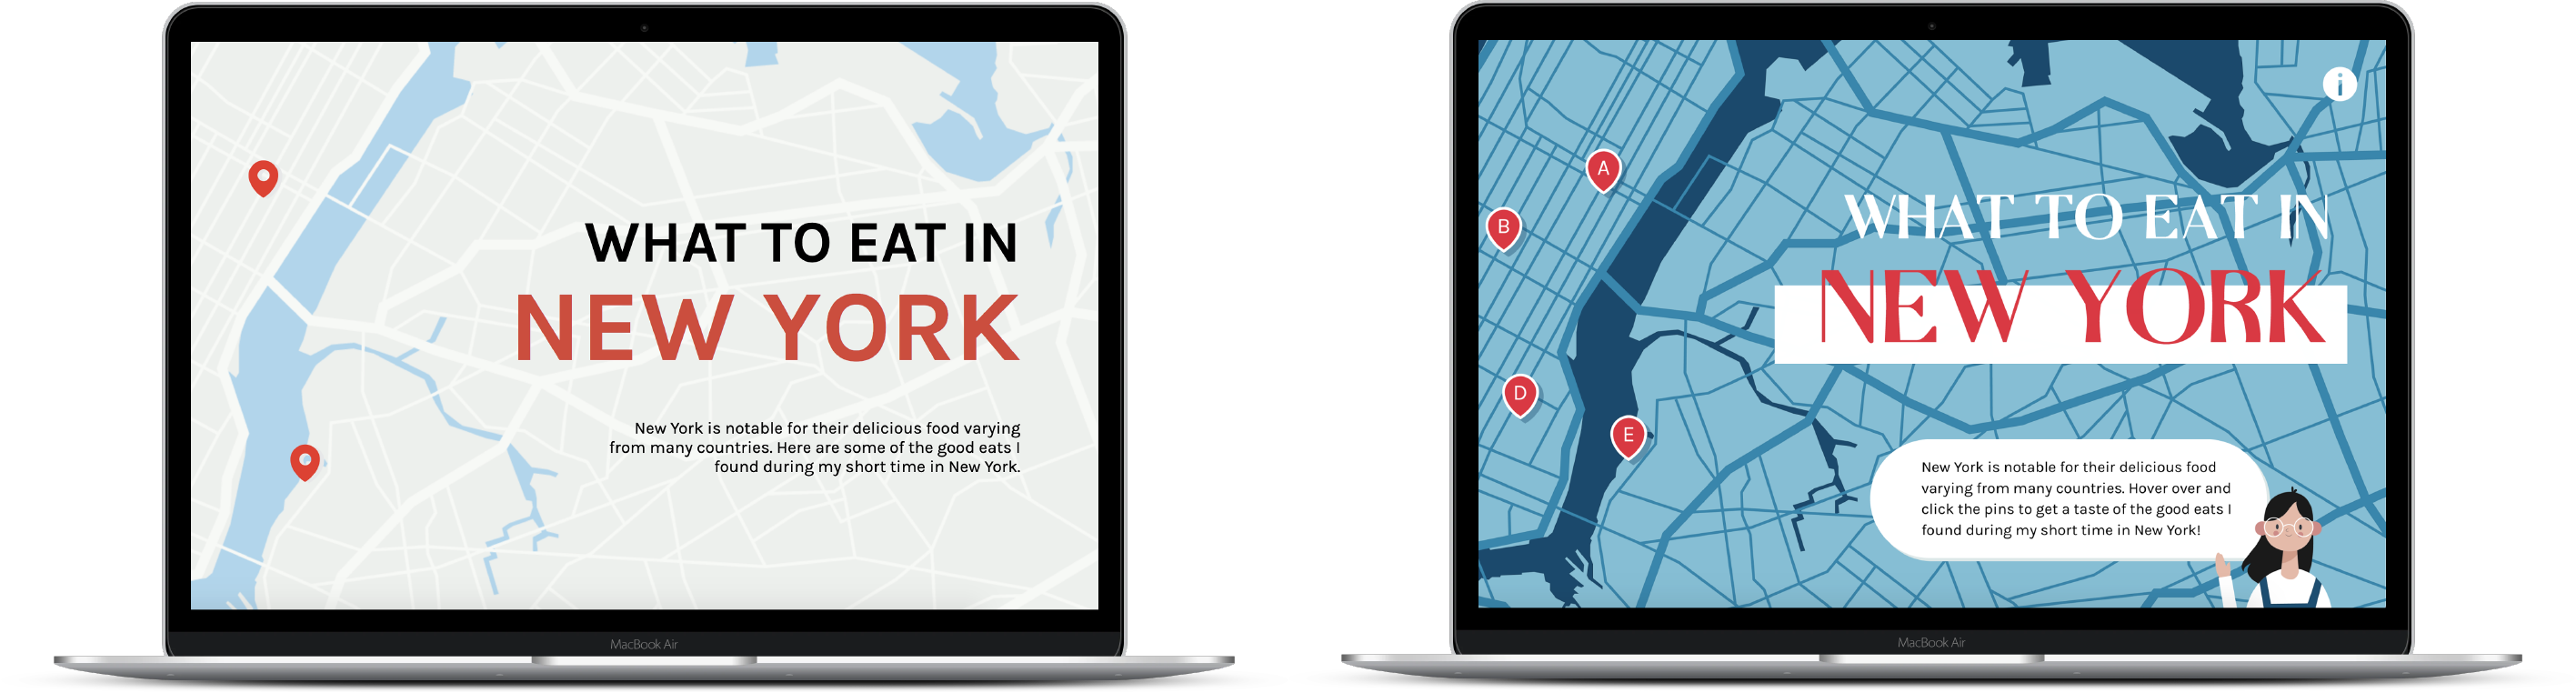 WHAT TO EAT IN
NEW YORK
New York is notable for their delicious food varying
from many countries. Here are some of the good eats I
found during my short time in New York.
MacBook Air
i
A
B
WHAT TO EAT IN
NEW YORK
D
E
New York is notable for their delicious food
varying from many countries. Hover over and
click the pins to get a taste of the good eats I
found during my short time in New York!
MacBook Air